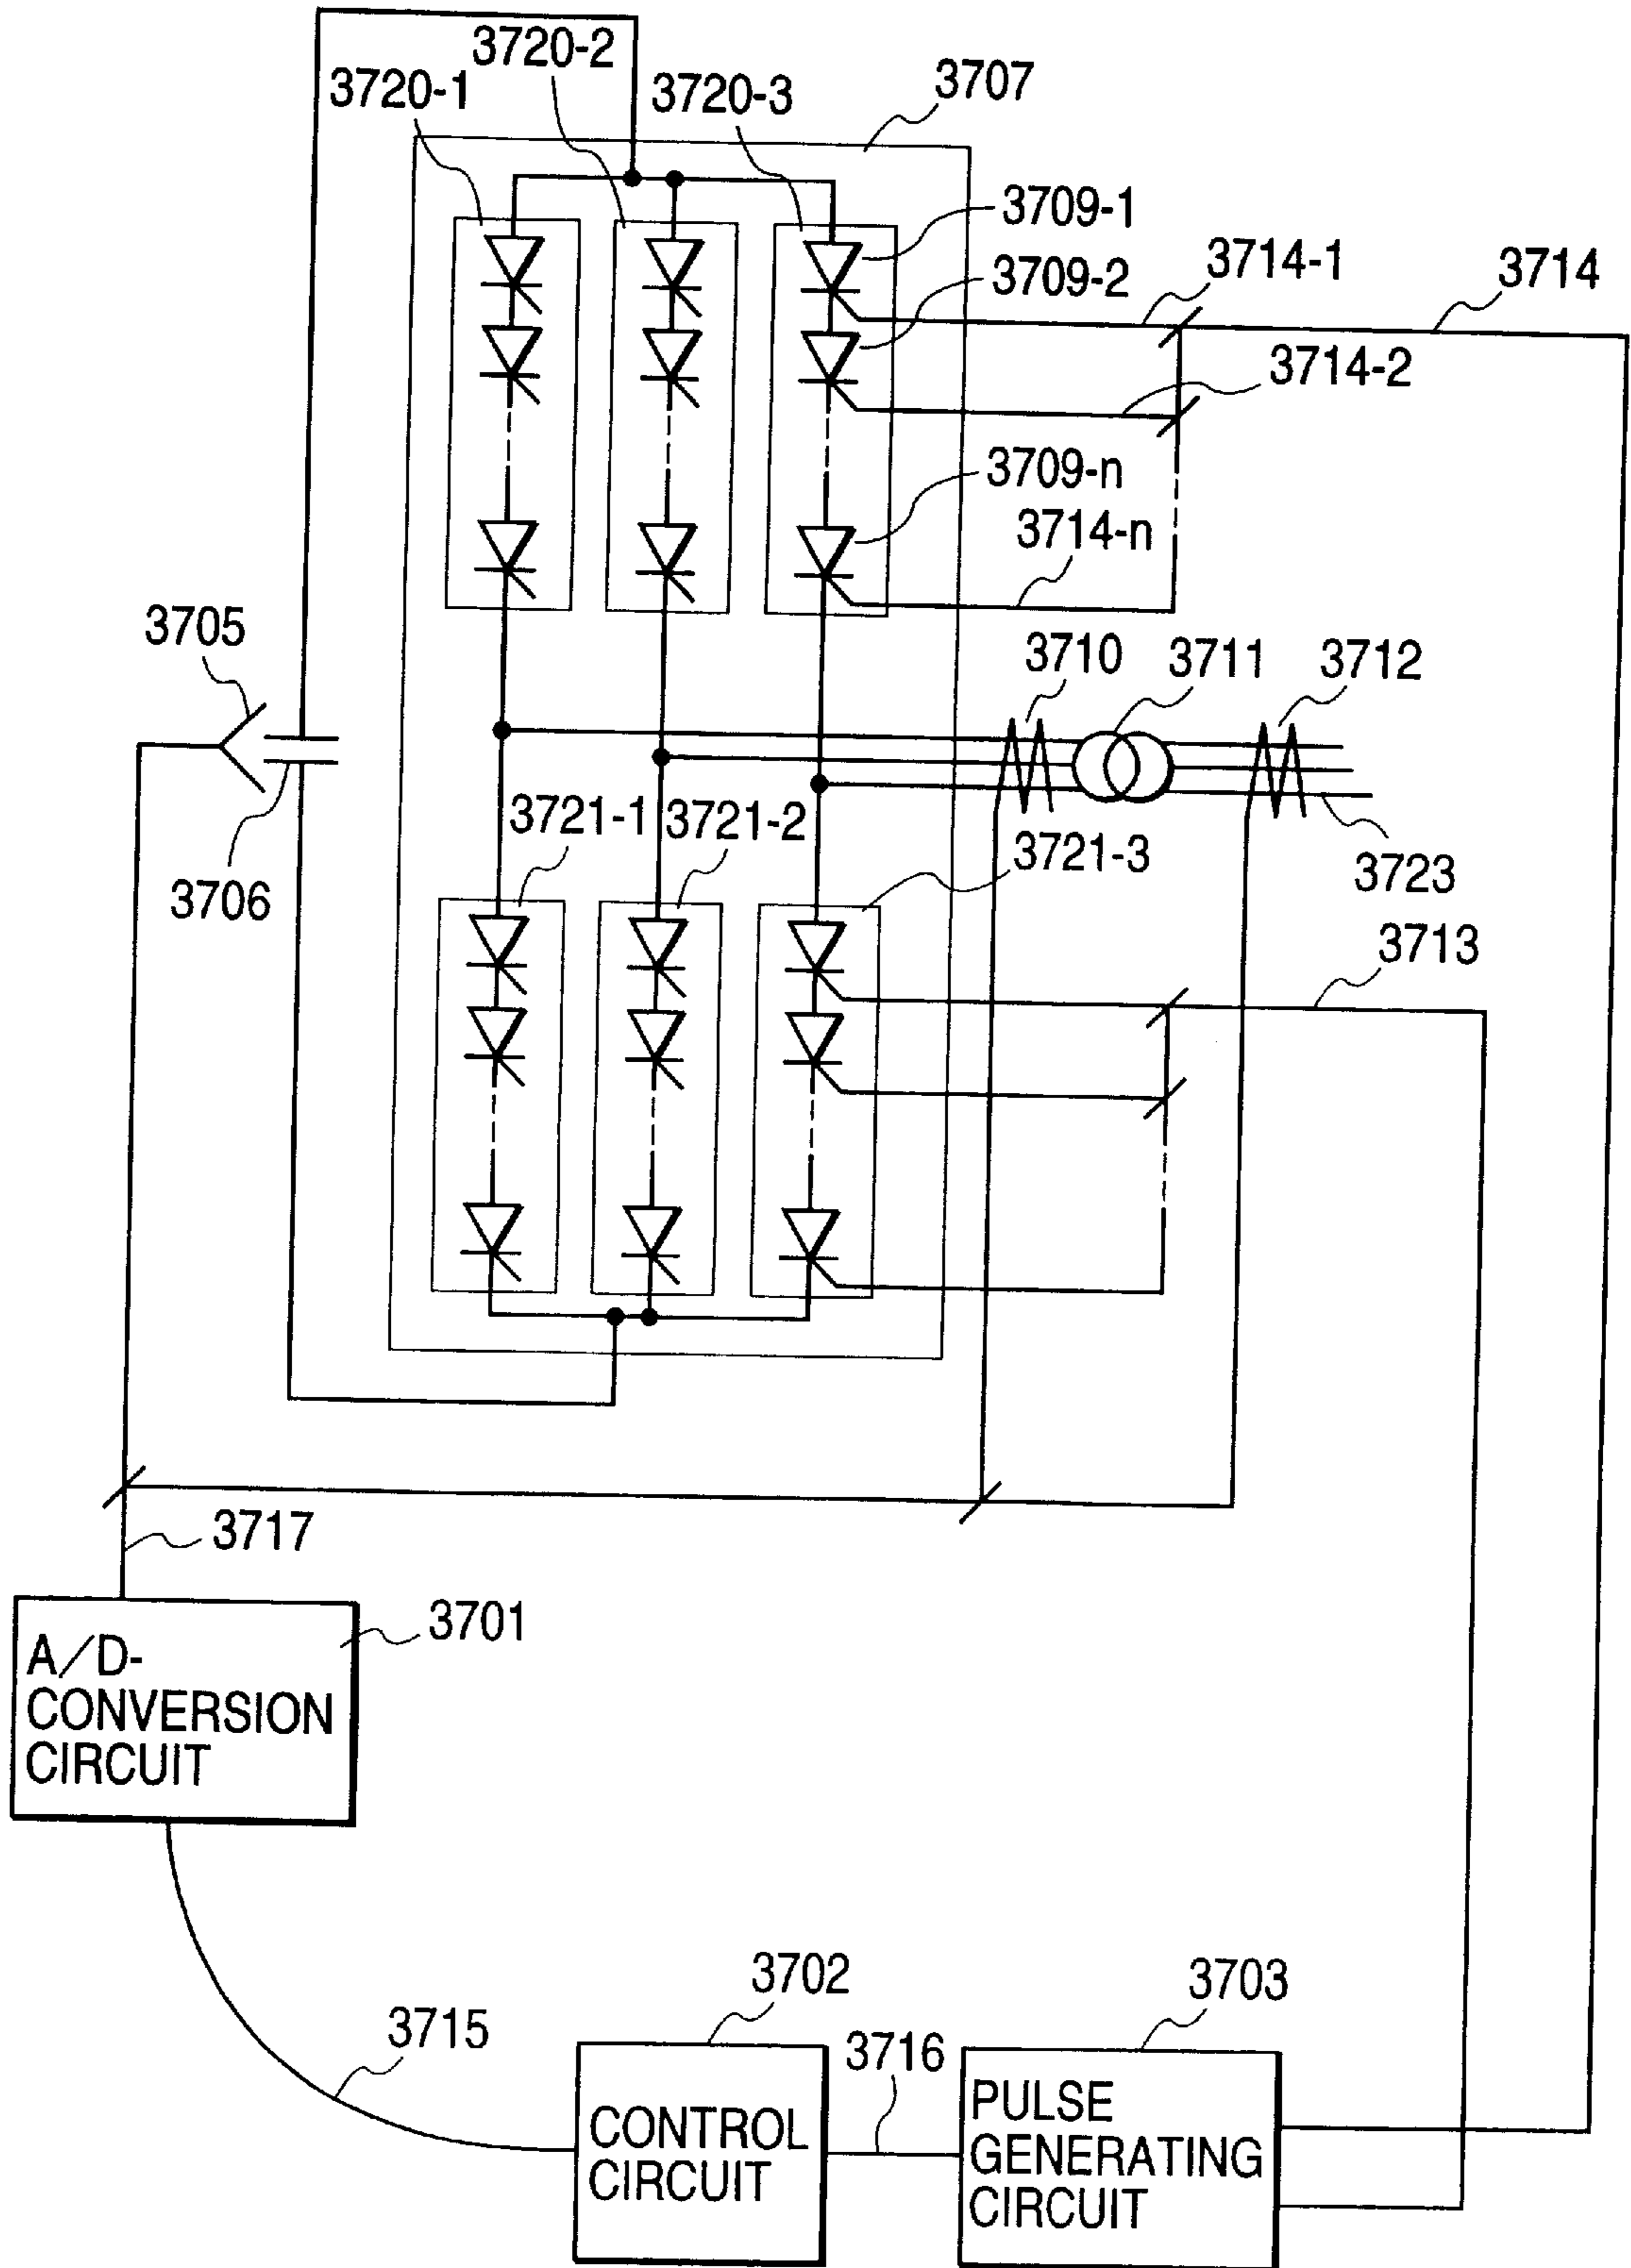 3720-2
3720-1
3720-3
3707
3709-1
3709-2
3714-1
3714
3714-2
3709-n
3714-n
3705
3710
3711
3712
3706
3721-1
3721-2
3721-3
3723
3713
3717
3701
A/D-
CONVERSION
CIRCUIT
3715
3702
3716
3703
CONTROL
CIRCUIT
PULSE
GENERATING
CIRCUIT